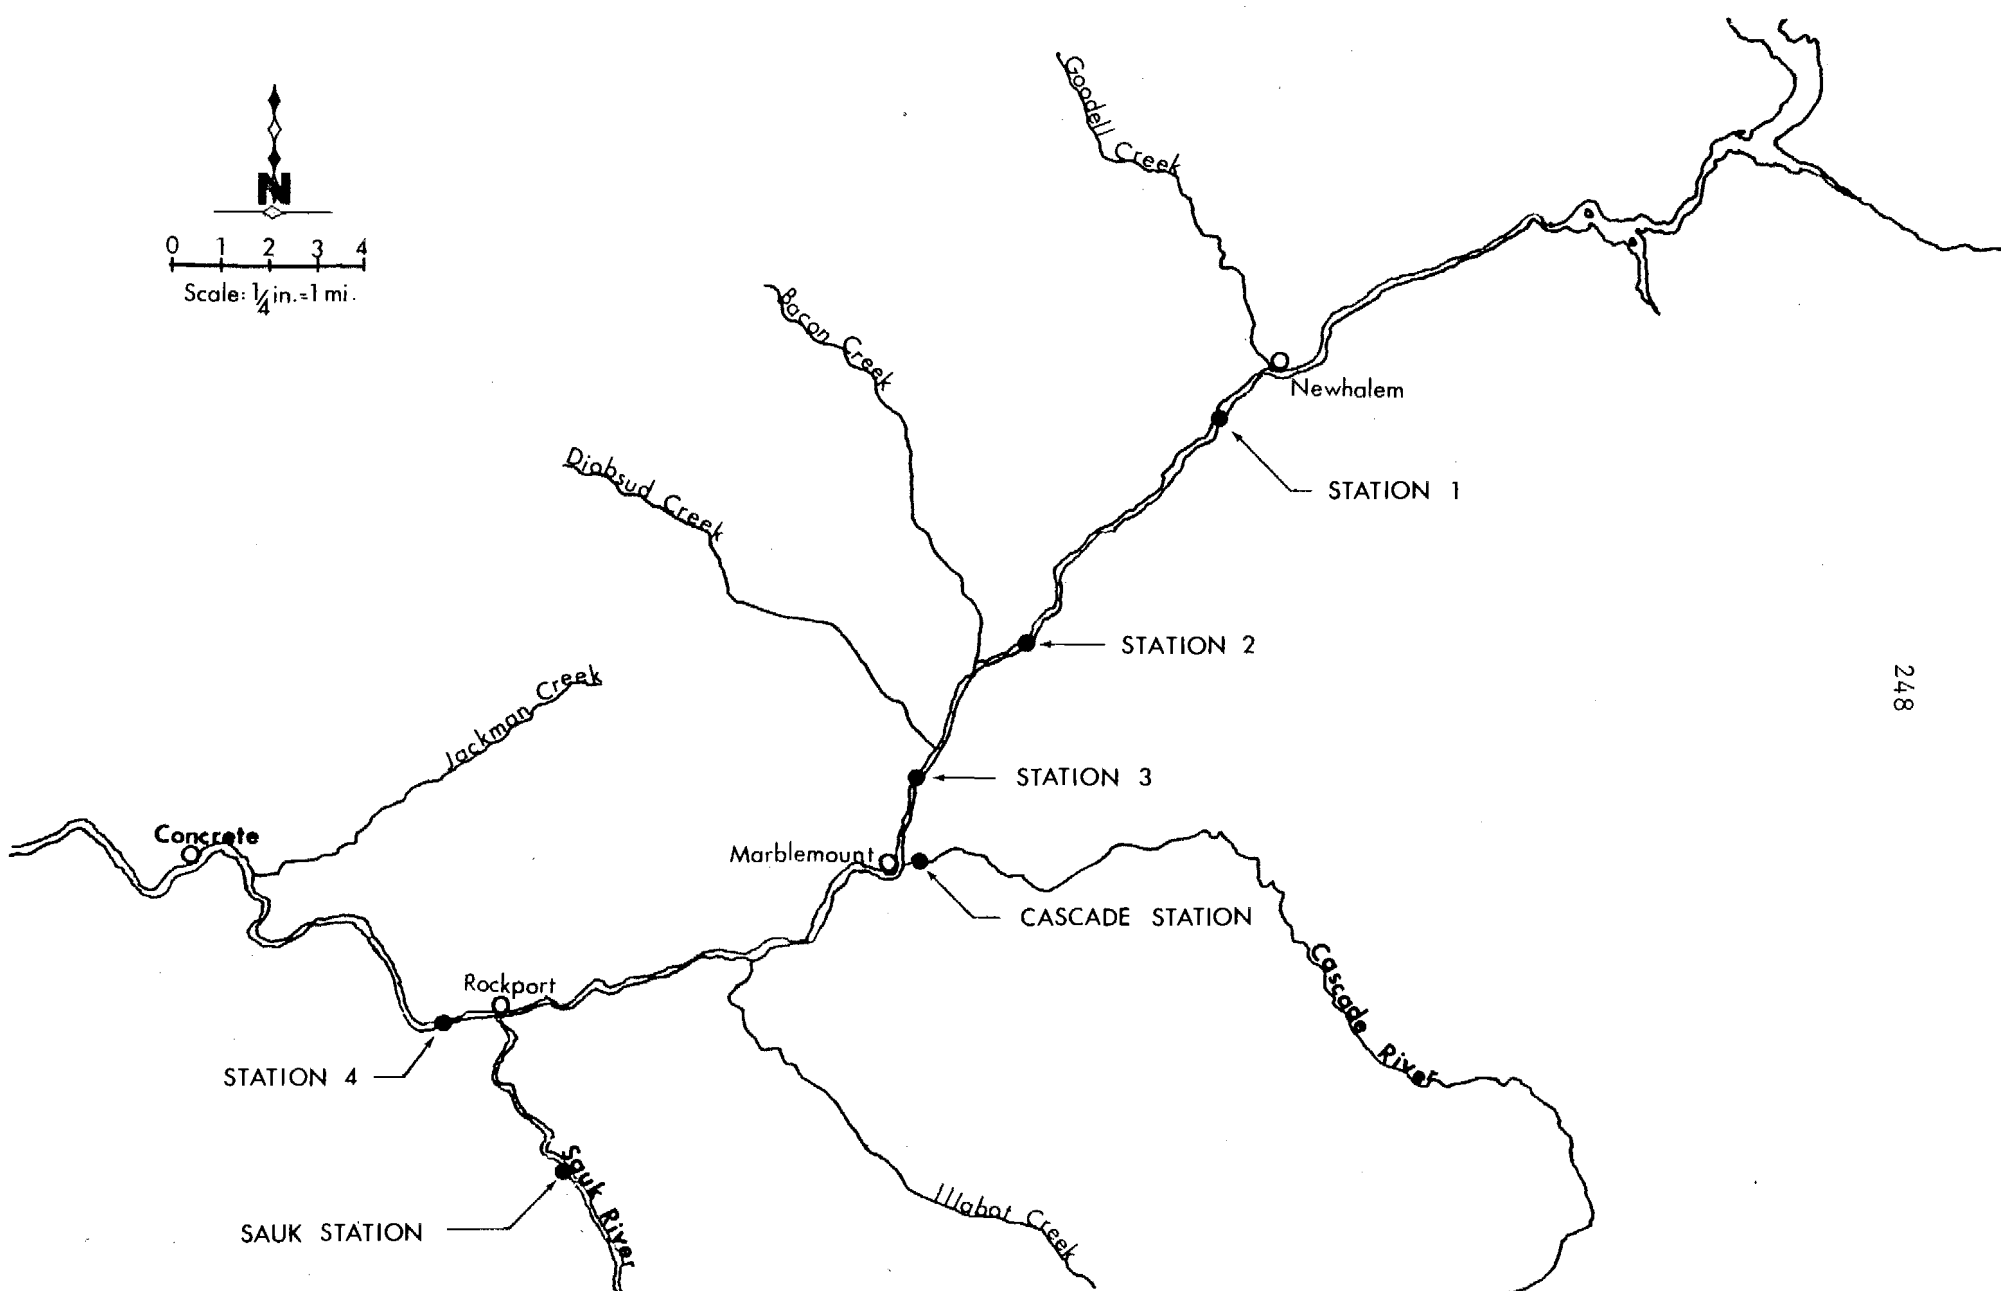 Goodell Creek
N
0 1 2 3 4
Scale: 1/4 in.=1 mi.
Bacon Creek
Newhalem
Diobsud Creek
STATION 1
STATION 2
248
Jackman Creek
STATION 3
Concrete
Marblemount
CASCADE STATION
Cascade River
Rockport
STATION 4
Sauk River
Illabot Creek
SAUK STATION